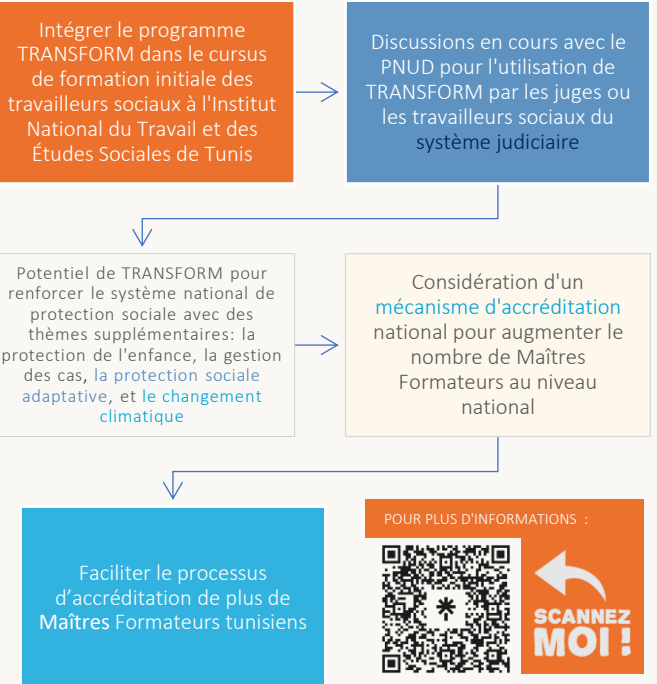 Intégrer le programme
TRANSFORM dans le cursus
de formation initiale des
travailleurs sociaux à l'Institut
National du Travail et des
Études Sociales de Tunis
Discussions en cours avec le
PNUD pour l'utilisation de
TRANSFORM par les juges ou
les travailleurs sociaux du
système judiciaire
Potentiel de TRANSFORM pour
renforcer le système national de
protection sociale avec des
thèmes supplémentaires: la
protection de l'enfance, la gestion
des cas, la protection sociale
adaptative, et le changement
climatique
Considération d'un
mécanisme d'accréditation
national pour augmenter le
nombre de Maîtres
Formateurs au niveau
national
Faciliter le processus
d’accréditation de plus de
Maîtres Formateurs tunisiens
POUR PLUS D'INFORMATIONS :
SCANNEZ
MOI !